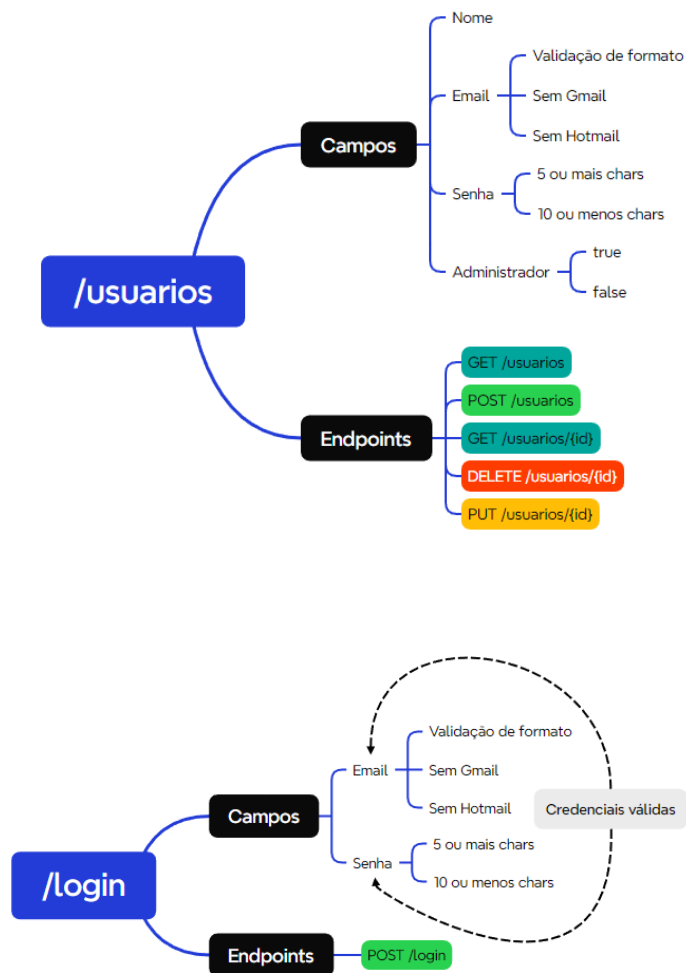 /usuarios
Campos
Nome
Email
Validação de formato
Sem Gmail
Sem Hotmail
Senha
5 ou mais chars
10 ou menos chars
Administrador
true
false
Endpoints
GET /usuarios
POST /usuarios
GET /usuarios/{id}
DELETE /usuarios/{id}
PUT /usuarios/{id}
/login
Campos
Email
Validação de formato
Sem Gmail
Sem Hotmail
Senha
5 ou mais chars
10 ou menos chars
Credenciais válidas
Endpoints
POST /login